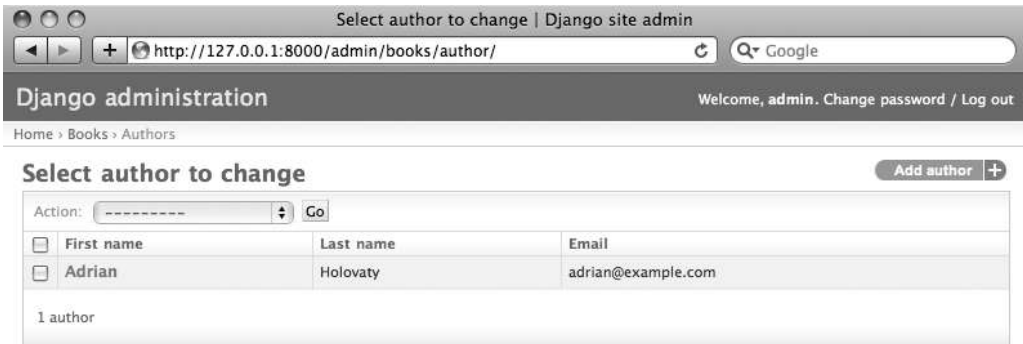 Select author to change | Django site admin
http://127.0.0.1:8000/admin/books/author/ Google
Django administration Welcome, admin. Change password / Log out
Home › Books › Authors
Select author to change Add author +
Action: --------- Go
First name Last name Email
Adrian Holovaty adrian@example.com
1 author